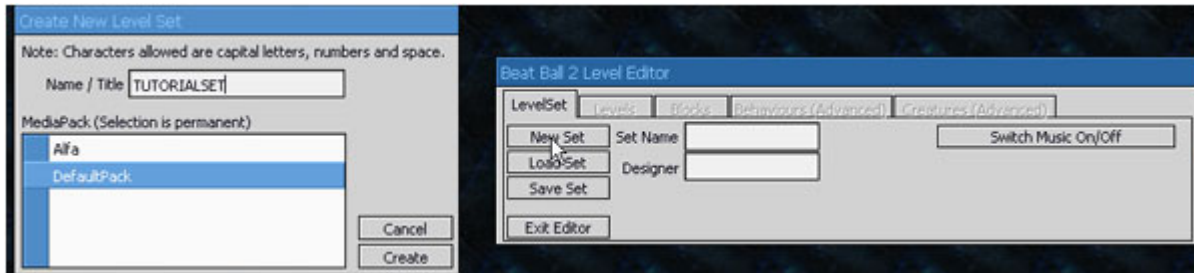 Create New Level Set
Note: Characters allowed are capital letters, numbers and space.
Name / Title TUTORIALSET
MediaPack (Selection is permanent)
Alfa
DefaultPack
Cancel
Create
Beat Ball 2 Level Editor
LevelSet Levels Blocks Behaviours (Advanced) Creatures (Advanced)
New Set Set Name Switch Music On/Off
Load Set Designer
Save Set
Exit Editor